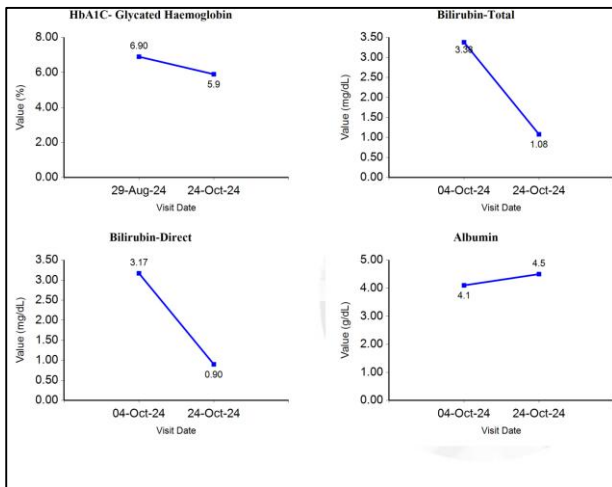 HbA1C- Glycated Haemoglobin
8.00
6.00
4.00
2.00
0.00
Value (%)
6.90
5.9
29-Aug-24 24-Oct-24
Visit Date
Bilirubin-Total
3.50
3.00
2.50
2.00
1.50
1.00
0.50
0.00
Value (mg/dL)
3.38
1.08
04-Oct-24 24-Oct-24
Visit Date
Bilirubin-Direct
3.50
3.00
2.50
2.00
1.50
1.00
0.50
0.00
Value (mg/dL)
3.17
0.90
04-Oct-24 24-Oct-24
Visit Date
Albumin
5.00
4.00
3.00
2.00
1.00
0.00
Value (g/dL)
4.1
4.5
04-Oct-24 24-Oct-24
Visit Date